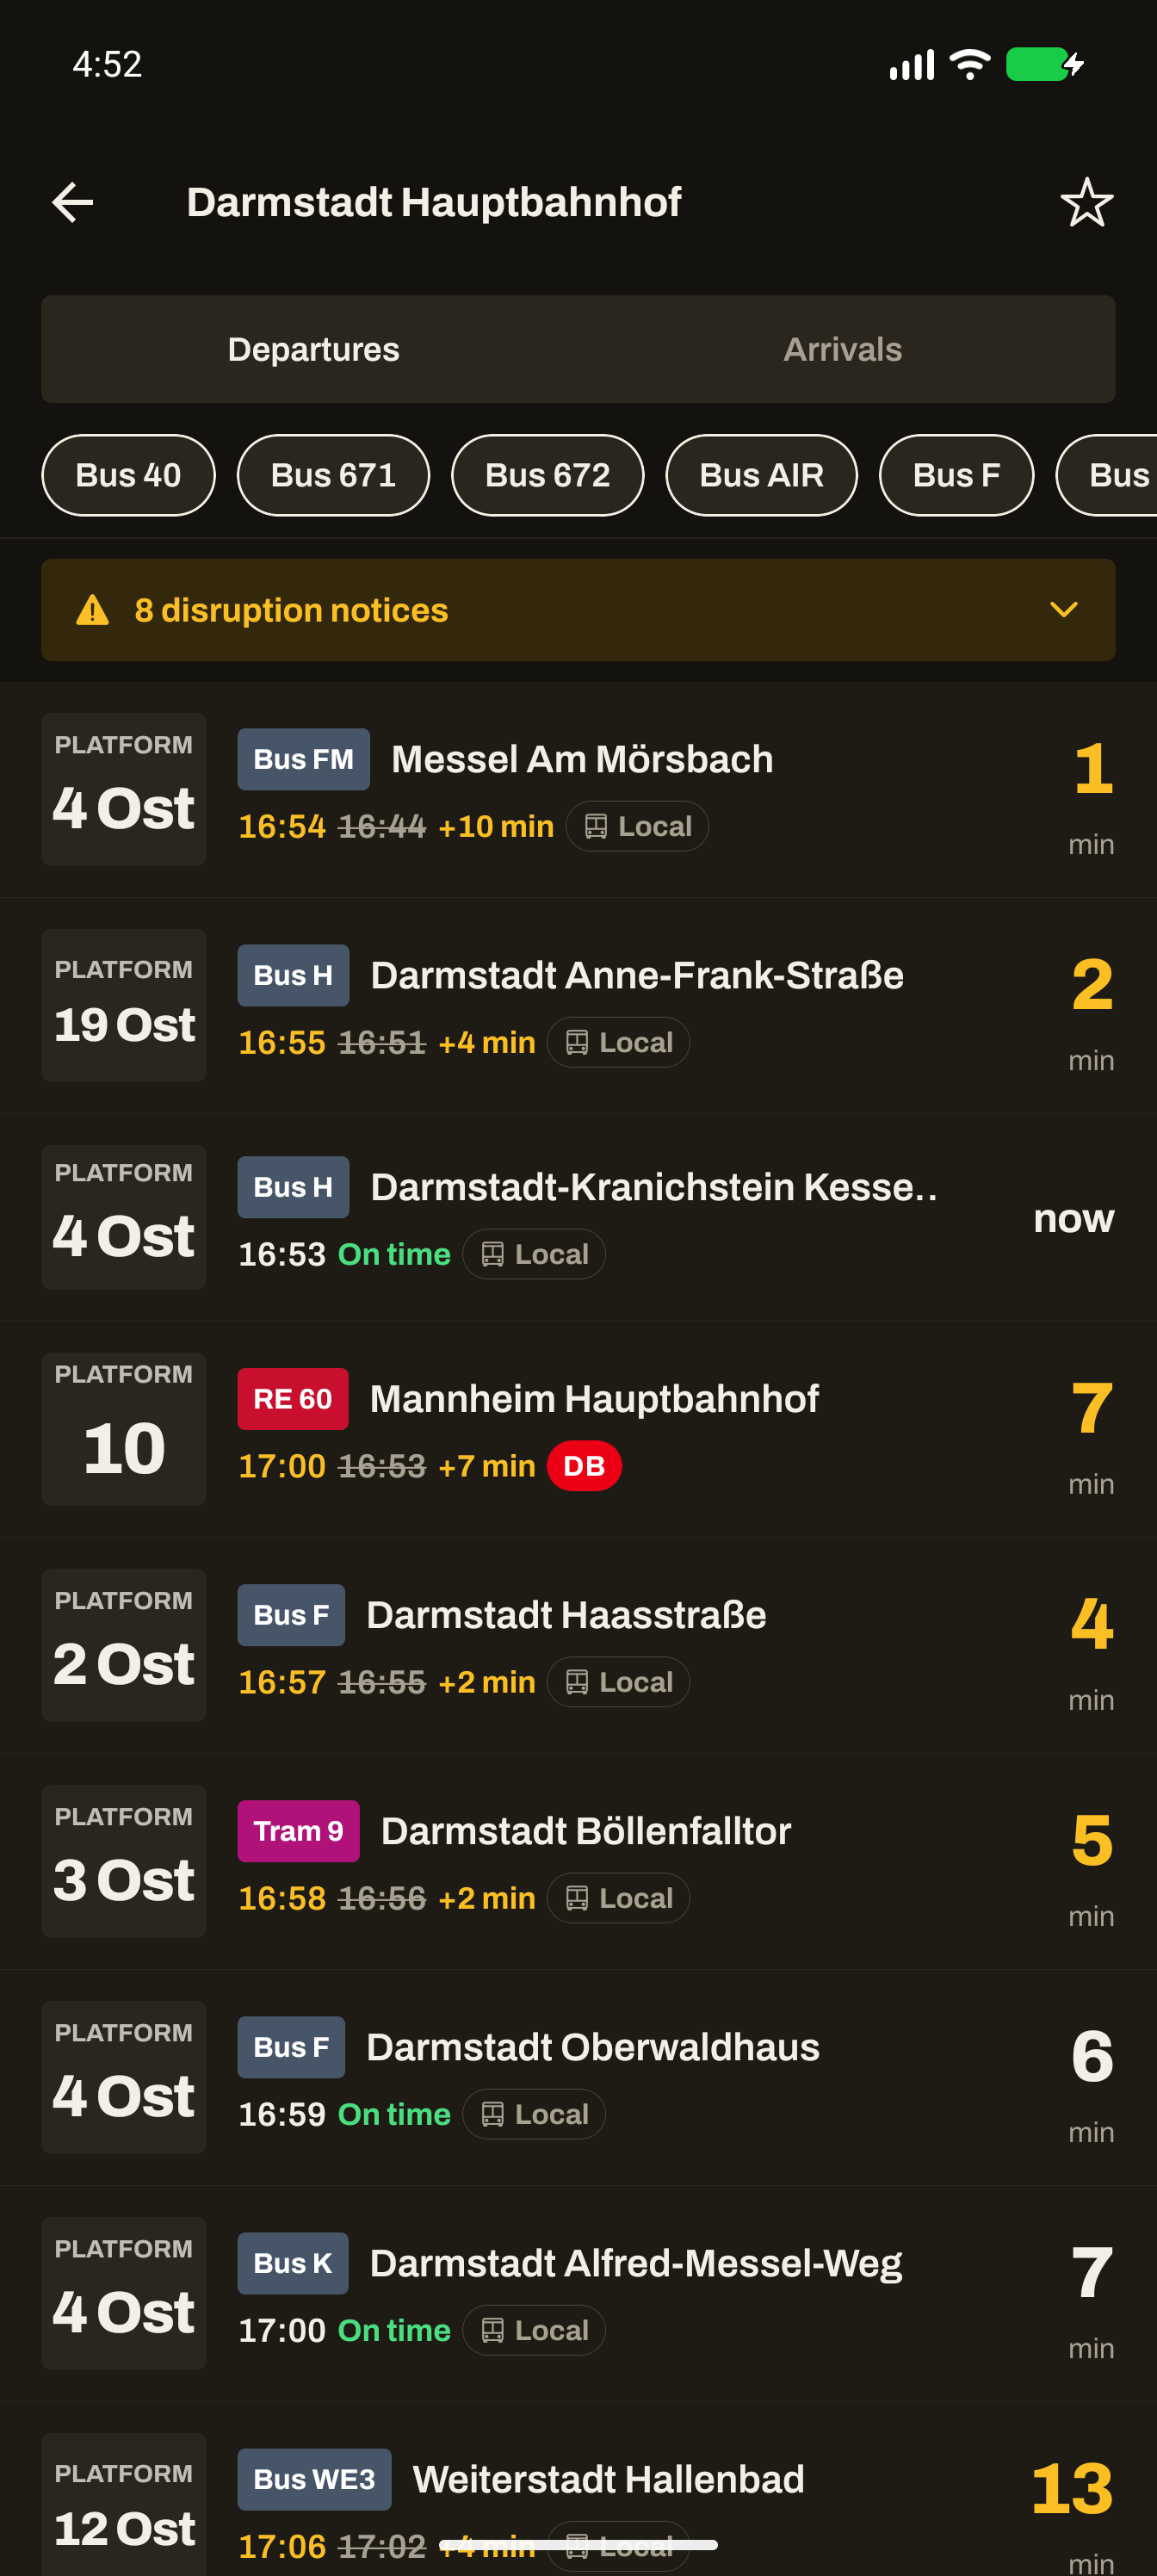 4:52
Darmstadt Hauptbahnhof
Departures Arrivals
Bus 40 Bus 671 Bus 672 Bus AIR Bus F Bus
8 disruption notices
PLATFORM
4 Ost
Bus FM Messel Am Mörsbach
16:54 16:44 +10 min Local
1
min
PLATFORM
19 Ost
Bus H Darmstadt Anne-Frank-Straße
16:55 16:51 +4 min Local
2
min
PLATFORM
4 Ost
Bus H Darmstadt-Kranichstein Kesse..
16:53 On time Local
now
PLATFORM
10
RE 60 Mannheim Hauptbahnhof
17:00 16:53 +7 min DB
7
min
PLATFORM
2 Ost
Bus F Darmstadt Haasstraße
16:57 16:55 +2 min Local
4
min
PLATFORM
3 Ost
Tram 9 Darmstadt Böllenfalltor
16:58 16:56 +2 min Local
5
min
PLATFORM
4 Ost
Bus F Darmstadt Oberwaldhaus
16:59 On time Local
6
min
PLATFORM
4 Ost
Bus K Darmstadt Alfred-Messel-Weg
17:00 On time Local
7
min
PLATFORM
12 Ost
Bus WE3 Weiterstadt Hallenbad
17:06 17:02 +4 min Local
13
min